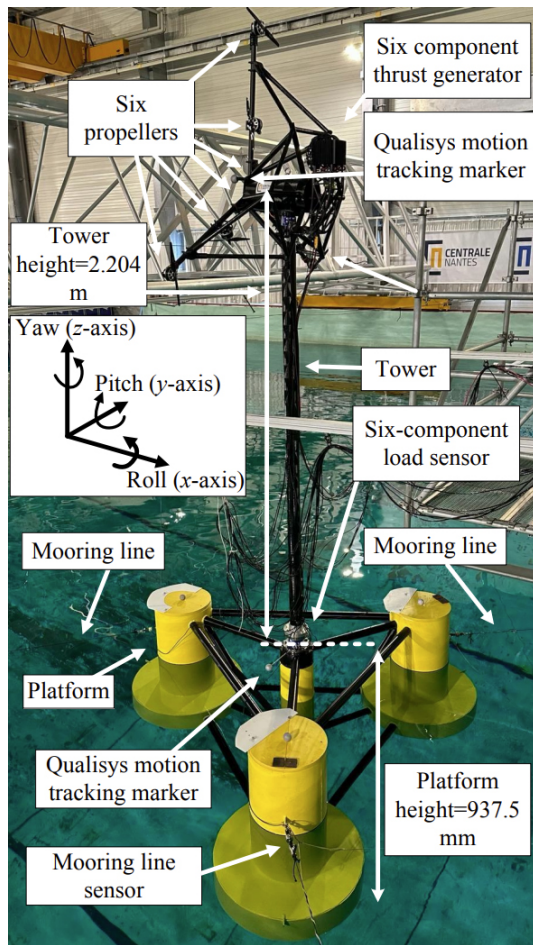 Six component
thrust generator
Six
propellers
Qualisys motion
tracking marker
Tower
height=2.204
m
CENTRALE
NANTES
Yaw (z-axis)
Pitch (y-axis)
Roll (x-axis)
Tower
Six-component
load sensor
Mooring line
Mooring line
Platform
Qualisys motion
tracking marker
Platform
height=937.5
mm
Mooring line
sensor